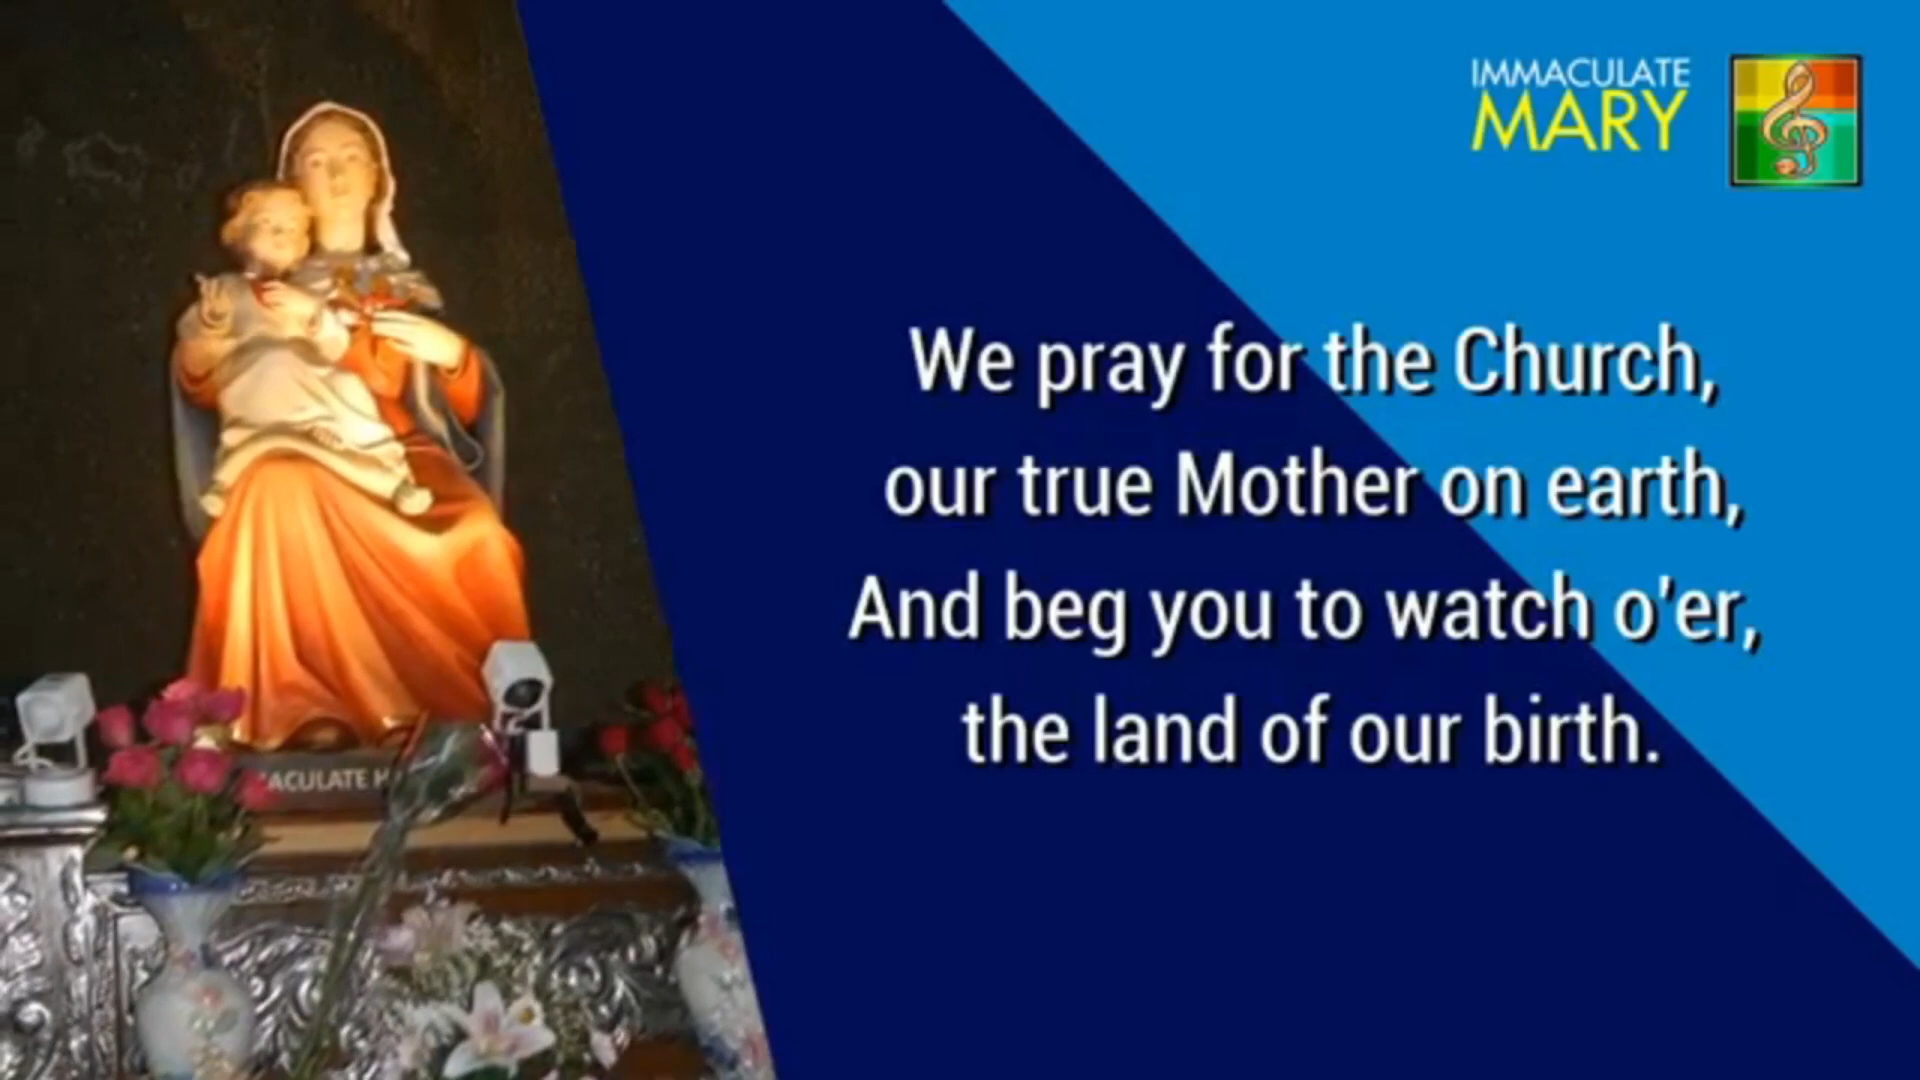 IMMACULATE
MARY
We pray for the Church,
our true Mother on earth,
And beg you to watch o'er,
the land of our birth.
ACULATE H